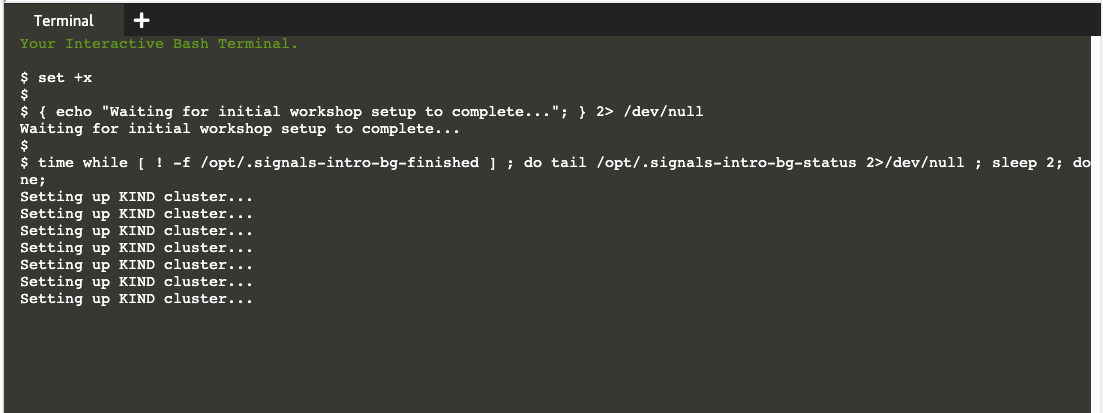 Terminal +
Your Interactive Bash Terminal.
$ set +x
$
$ { echo "Waiting for initial workshop setup to complete..."; } 2> /dev/null
Waiting for initial workshop setup to complete...
$
$ time while [ ! -f /opt/.signals-intro-bg-finished ] ; do tail /opt/.signals-intro-bg-status 2>/dev/null ; sleep 2; do
ne;
Setting up KIND cluster...
Setting up KIND cluster...
Setting up KIND cluster...
Setting up KIND cluster...
Setting up KIND cluster...
Setting up KIND cluster...
Setting up KIND cluster...